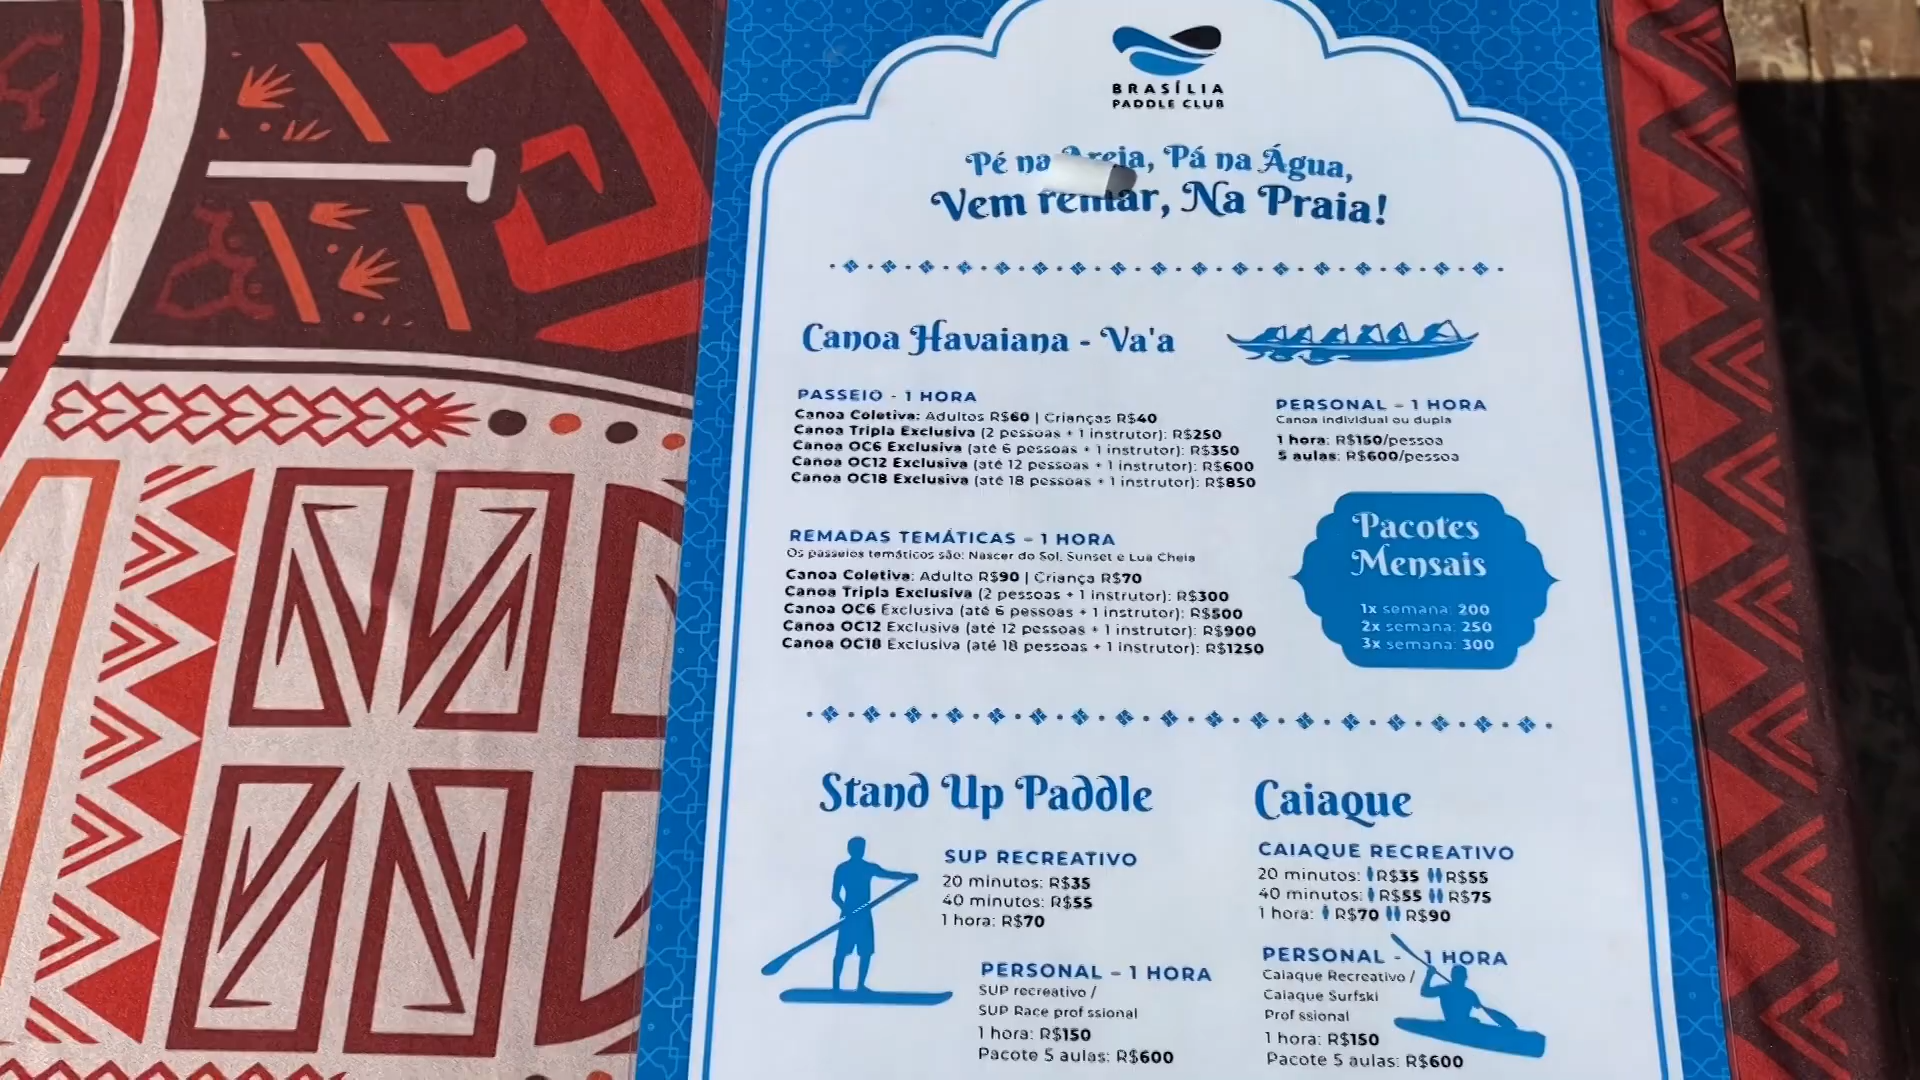 BRASÍLIA
PADDLE CLUB
Pé na Areia, Pá na Água,
Vem remar, Na Praia!
Canoa Havaiana - Va'a
PASSEIO - 1 HORA
Canoa Coletiva: Adultos R$60 | Crianças R$40
Canoa Tripla Exclusiva (2 pessoas + 1 instrutor): R$250
Canoa OC6 Exclusiva (até 6 pessoas + 1 instrutor): R$350
Canoa OC12 Exclusiva (até 12 pessoas + 1 instrutor): R$600
Canoa OC18 Exclusiva (até 18 pessoas + 1 instrutor): R$850
PERSONAL – 1 HORA
Canoa individual ou dupla
1 hora: R$150/pessoa
5 aulas: R$600/pessoa
REMADAS TEMÁTICAS – 1 HORA
Os passeios temáticos são: Nascer do Sol, Sunset e Lua Cheia
Canoa Coletiva: Adulto R$90 | Criança R$70
Canoa Tripla Exclusiva (2 pessoas + 1 instrutor): R$300
Canoa OC6 Exclusiva (até 6 pessoas + 1 instrutor): R$500
Canoa OC12 Exclusiva (até 12 pessoas + 1 instrutor): R$900
Canoa OC18 Exclusiva (até 18 pessoas + 1 instrutor): R$1250
Pacotes
Mensais
1x semana: 200
2x semana: 250
3x semana: 300
Stand Up Paddle
SUP RECREATIVO
20 minutos: R$35
40 minutos: R$55
1 hora: R$70
PERSONAL – 1 HORA
SUP recreativo /
SUP Race prof ssional
1 hora: R$150
Pacote 5 aulas: R$600
Caiaque
CAIAQUE RECREATIVO
20 minutos: R$35 R$55
40 minutos: R$55 R$75
1 hora: R$70 R$90
PERSONAL - 1 HORA
Caiaque Recreativo /
Caiaque Surfski
Prof ssional
1 hora: R$150
Pacote 5 aulas: R$600